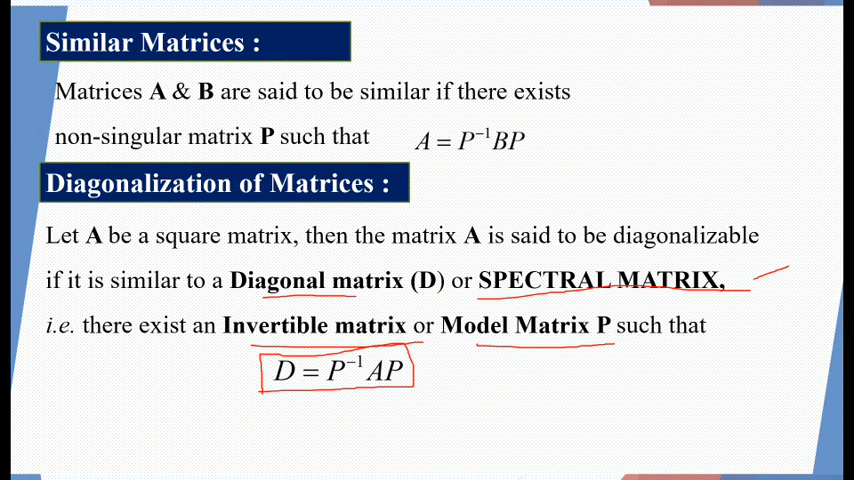 Similar Matrices :
Matrices A & B are said to be similar if there exists
non-singular matrix P such that A = P⁻¹BP
Diagonalization of Matrices :
Let A be a square matrix, then the matrix A is said to be diagonalizable
if it is similar to a Diagonal matrix (D) or SPECTRAL MATRIX,
i.e. there exist an Invertible matrix or Model Matrix P such that
D = P⁻¹AP